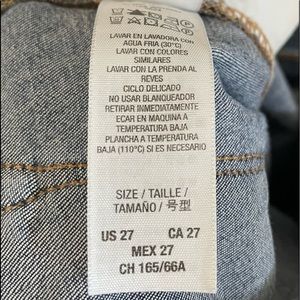 LAVAR EN LAVADORA CON
AGUA FRIA (30°C)
LAVAR CON COLORES
SIMILARES
LAVAR CON LA PRENDA AL
REVES
CICLO DELICADO
NO USAR BLANQUEADOR
RETIRAR INMEDIATAMENTE
ECAR EN MAQUINA A
TEMPERATURA BAJA
PLANCHA A TEMPERATURA
BAJA (110°C) SI ES NECESARIO
SIZE / TAILLE /
TAMAÑO / 号型
US 27 CA 27
MEX 27
CH 165/66A